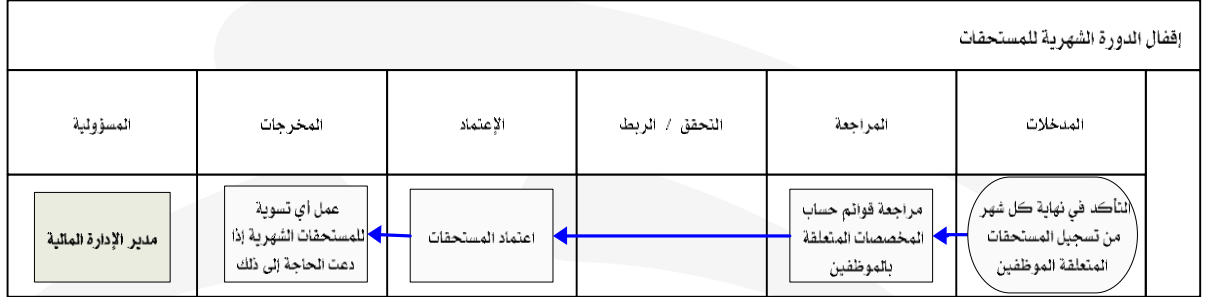 إقفال الدورة الشهرية للمستحقات
المدخلات
المراجعة
التحقق / الربط
الإعتماد
المخرجات
المسؤولية
التأكد في نهاية كل شهر
من تسجيل المستحقات
المتعلقة الموظفين
مراجعة قوائم حساب
المخصصات المتعلقة
بالموظفين
اعتماد المستحقات
عمل أي تسوية
للمستحقات الشهرية إذا
دعت الحاجة إلى ذلك
مدير الإدارة المالية